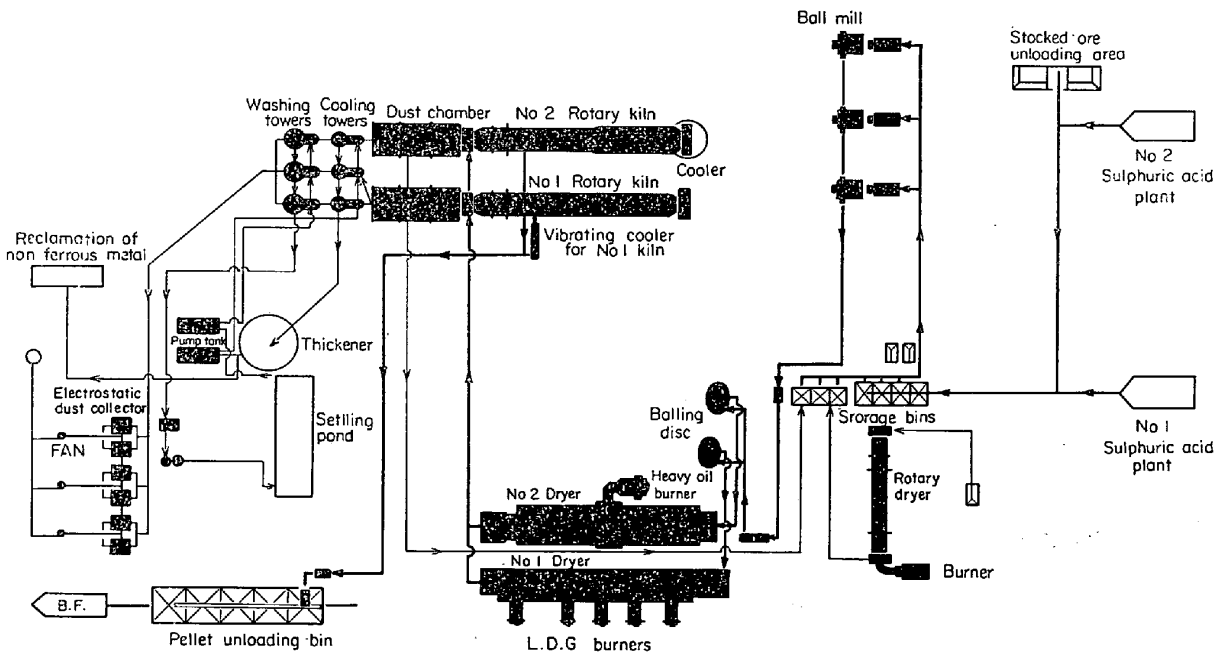 Ball mill
Stocked ore
unloading area
Washing
towers
Cooling
towers
Dust chamber
No 2 Rotary kiln
Cooler
No 2
Sulphuric acid
plant
No 1 Rotary kiln
Vibrating cooler
for No 1 kiln
Reclamation of
non ferrous metal
Pump tank
Thickener
Electrostatic
dust collector
FAN
Setlling
pond
Balling
disc
Srorage bins
No 1
Sulphuric acid
plant
No 2 Dryer
Heavy oil
burner
Rotary
dryer
No 1 Dryer
Burner
B.F.
Pellet unloading bin
L.D.G burners